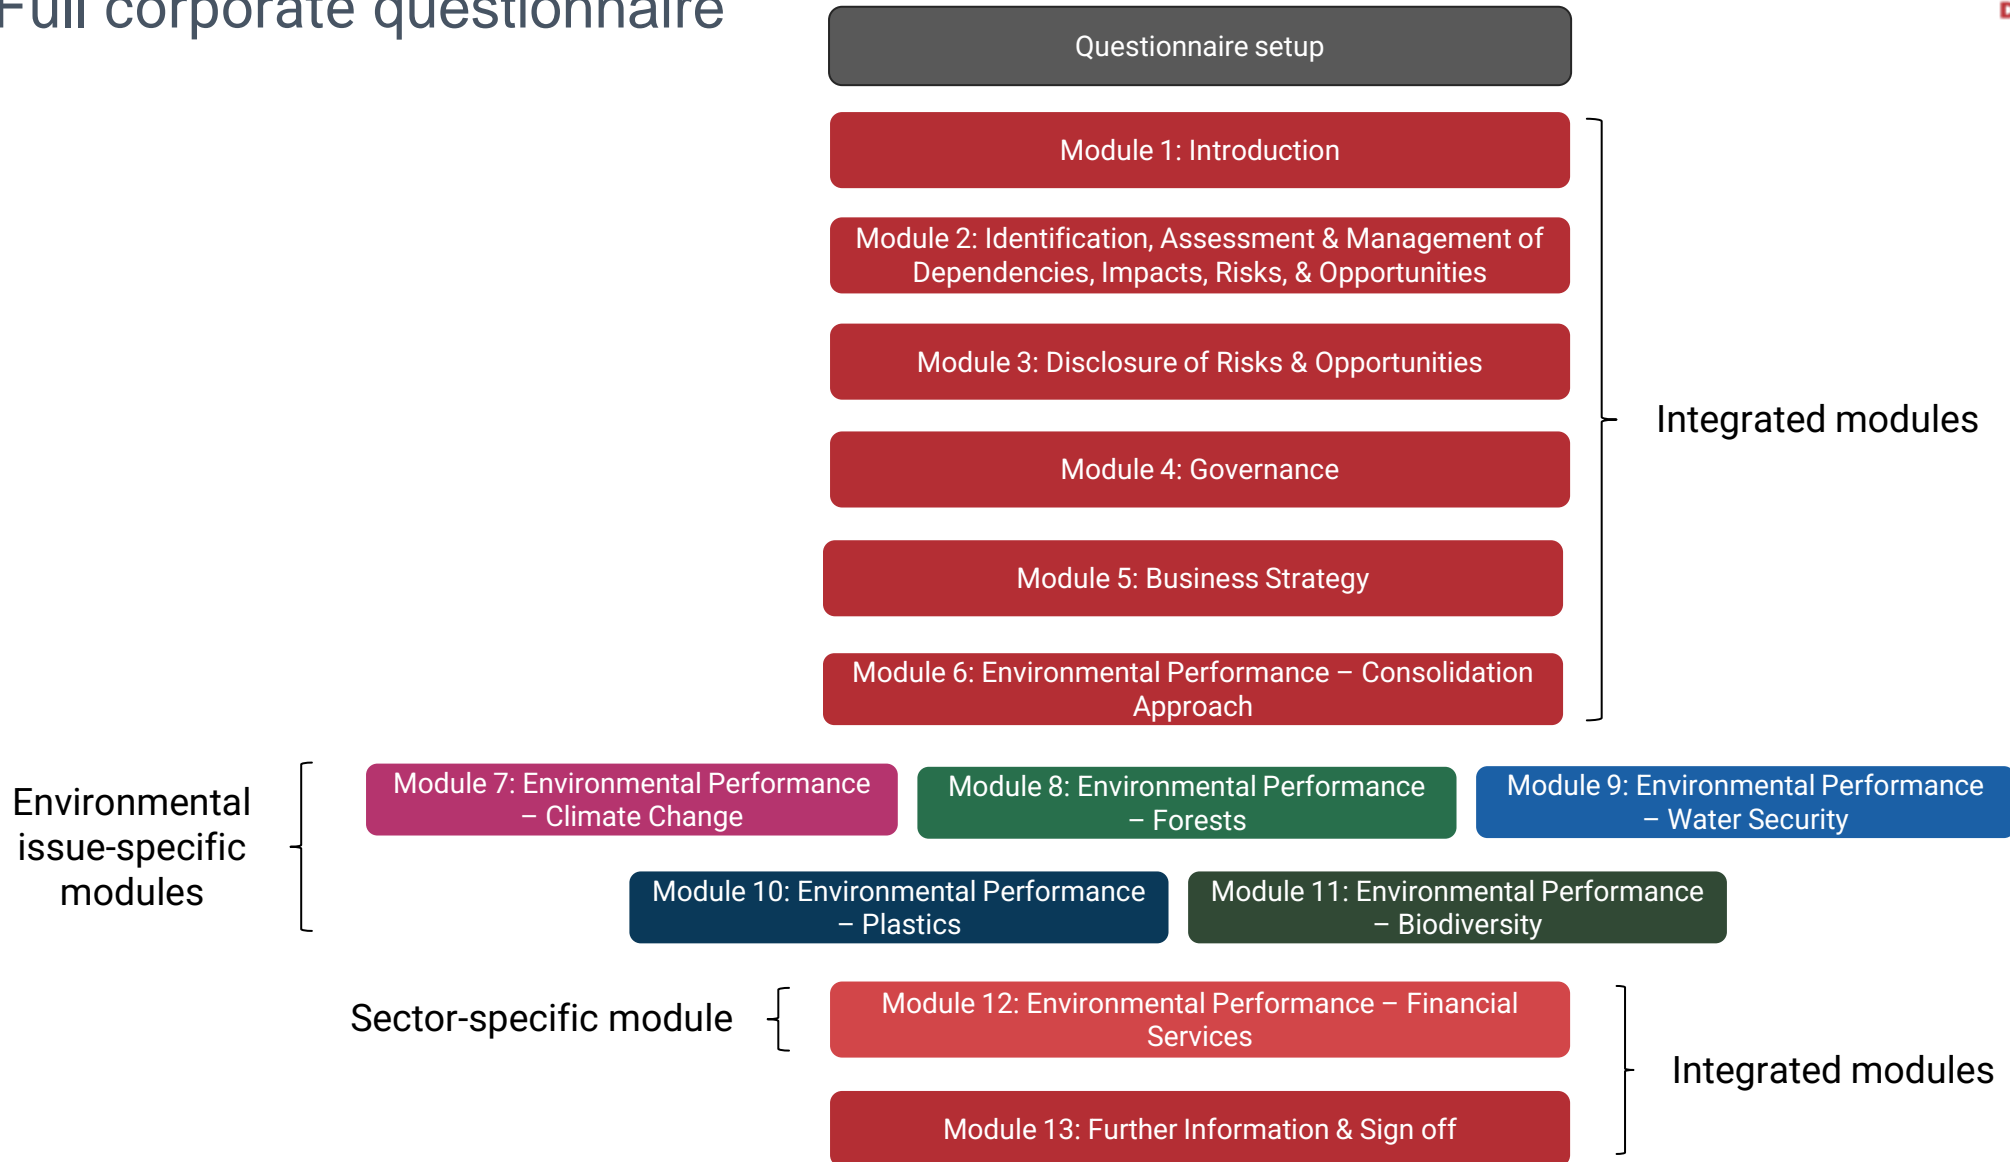 Full corporate questionnaire
Questionnaire setup
Module 1: Introduction
Module 2: Identification, Assessment & Management of
Dependencies, Impacts, Risks, & Opportunities
Module 3: Disclosure of Risks & Opportunities
Module 4: Governance
Module 5: Business Strategy
Module 6: Environmental Performance – Consolidation
Approach
Integrated modules
Environmental
issue-specific
modules
Module 7: Environmental Performance
– Climate Change
Module 8: Environmental Performance
– Forests
Module 9: Environmental Performance
– Water Security
Module 10: Environmental Performance
– Plastics
Module 11: Environmental Performance
– Biodiversity
Sector-specific module
Module 12: Environmental Performance – Financial
Services
Module 13: Further Information & Sign off
Integrated modules